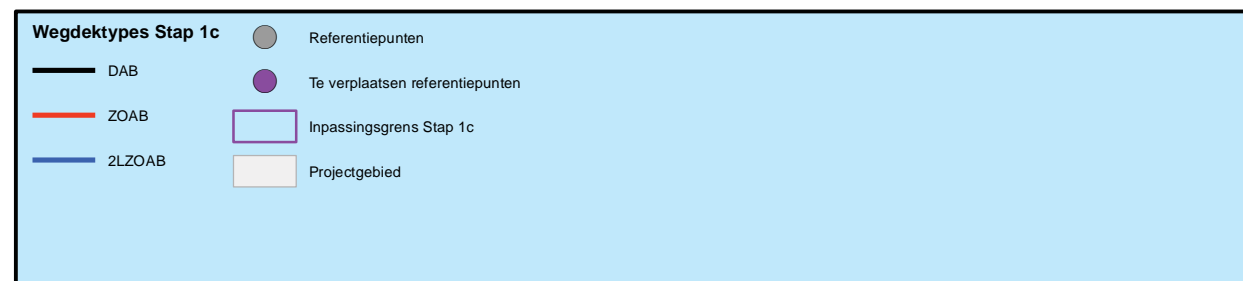 Wegdektypes Stap 1c
DAB
ZOAB
2LZOAB
Referentiepunten
Te verplaatsen referentiepunten
Inpassingsgrens Stap 1c
Projectgebied